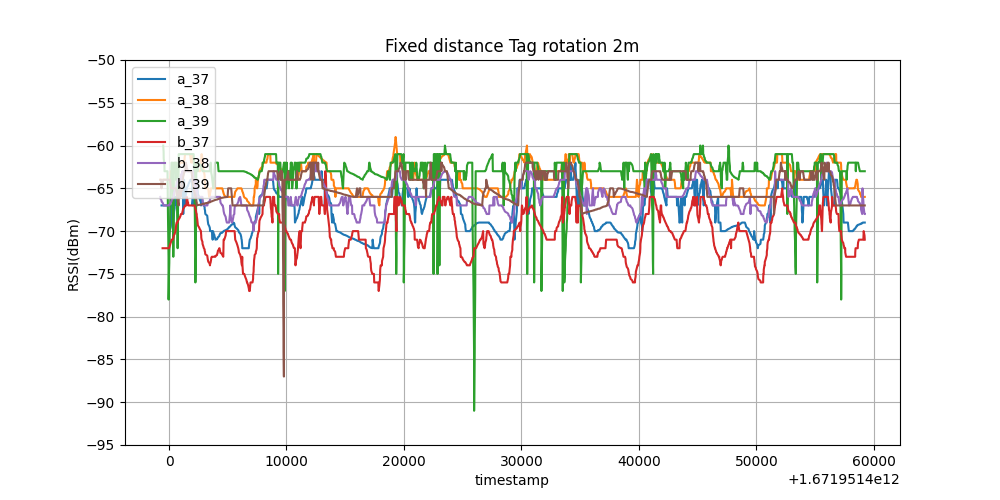 Fixed distance Tag rotation 2m
RSSI(dBm)
−50
−55
−60
−65
−70
−75
−80
−85
−90
−95
a_37
a_38
a_39
b_37
b_38
b_39
0 10000 20000 30000 40000 50000 60000
timestamp
+1.6719514e12